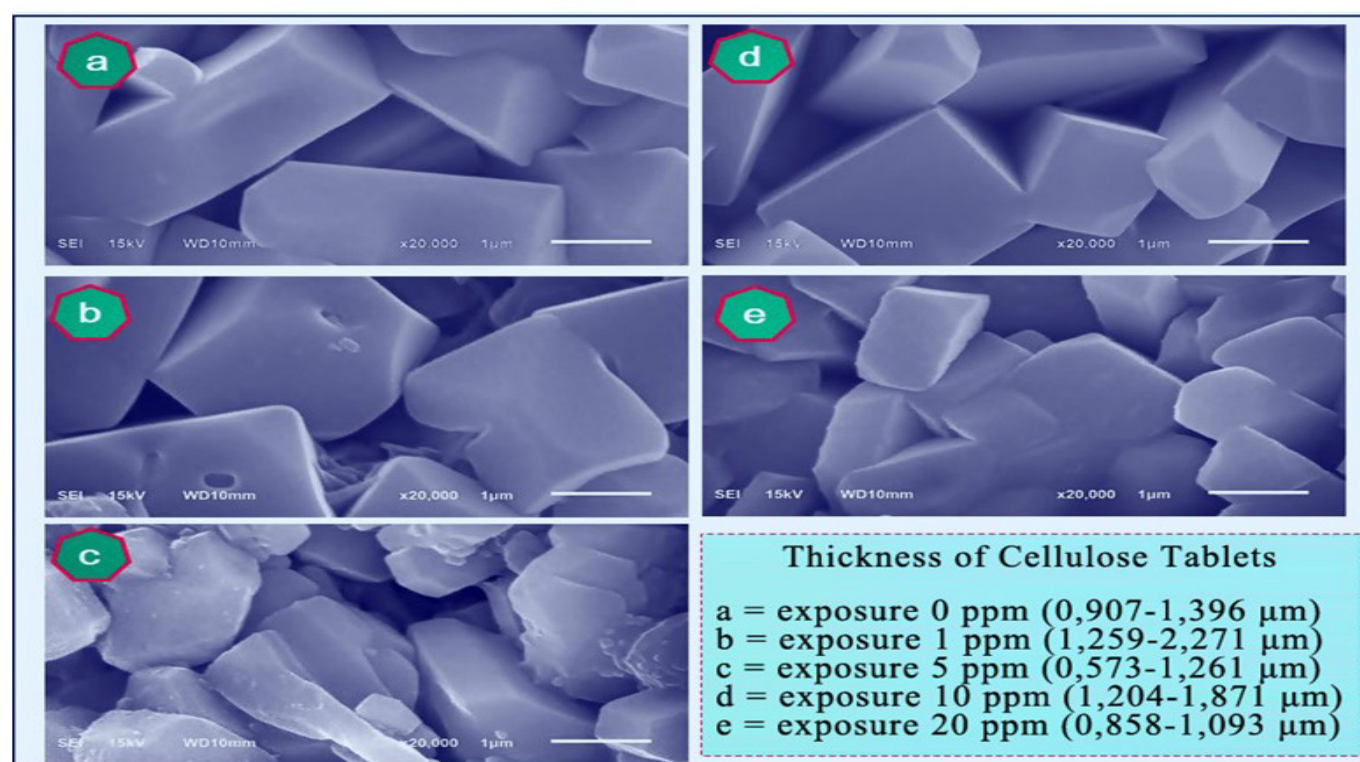 a
SEI 15kV WD10mm x20.000 1µm
b
SEI 15kV WD10mm x20,000 1µm
c
SEI 15kV WD10mm x20,000 1µm
d
SEI 15kV WD10mm x20.000 1µm
e
SEI 15kV WD10mm x20,000 1µm
Thickness of Cellulose Tablets
a = exposure 0 ppm (0,907-1,396 µm)
b = exposure 1 ppm (1,259-2,271 µm)
c = exposure 5 ppm (0,573-1,261 µm)
d = exposure 10 ppm (1,204-1,871 µm)
e = exposure 20 ppm (0,858-1,093 µm)